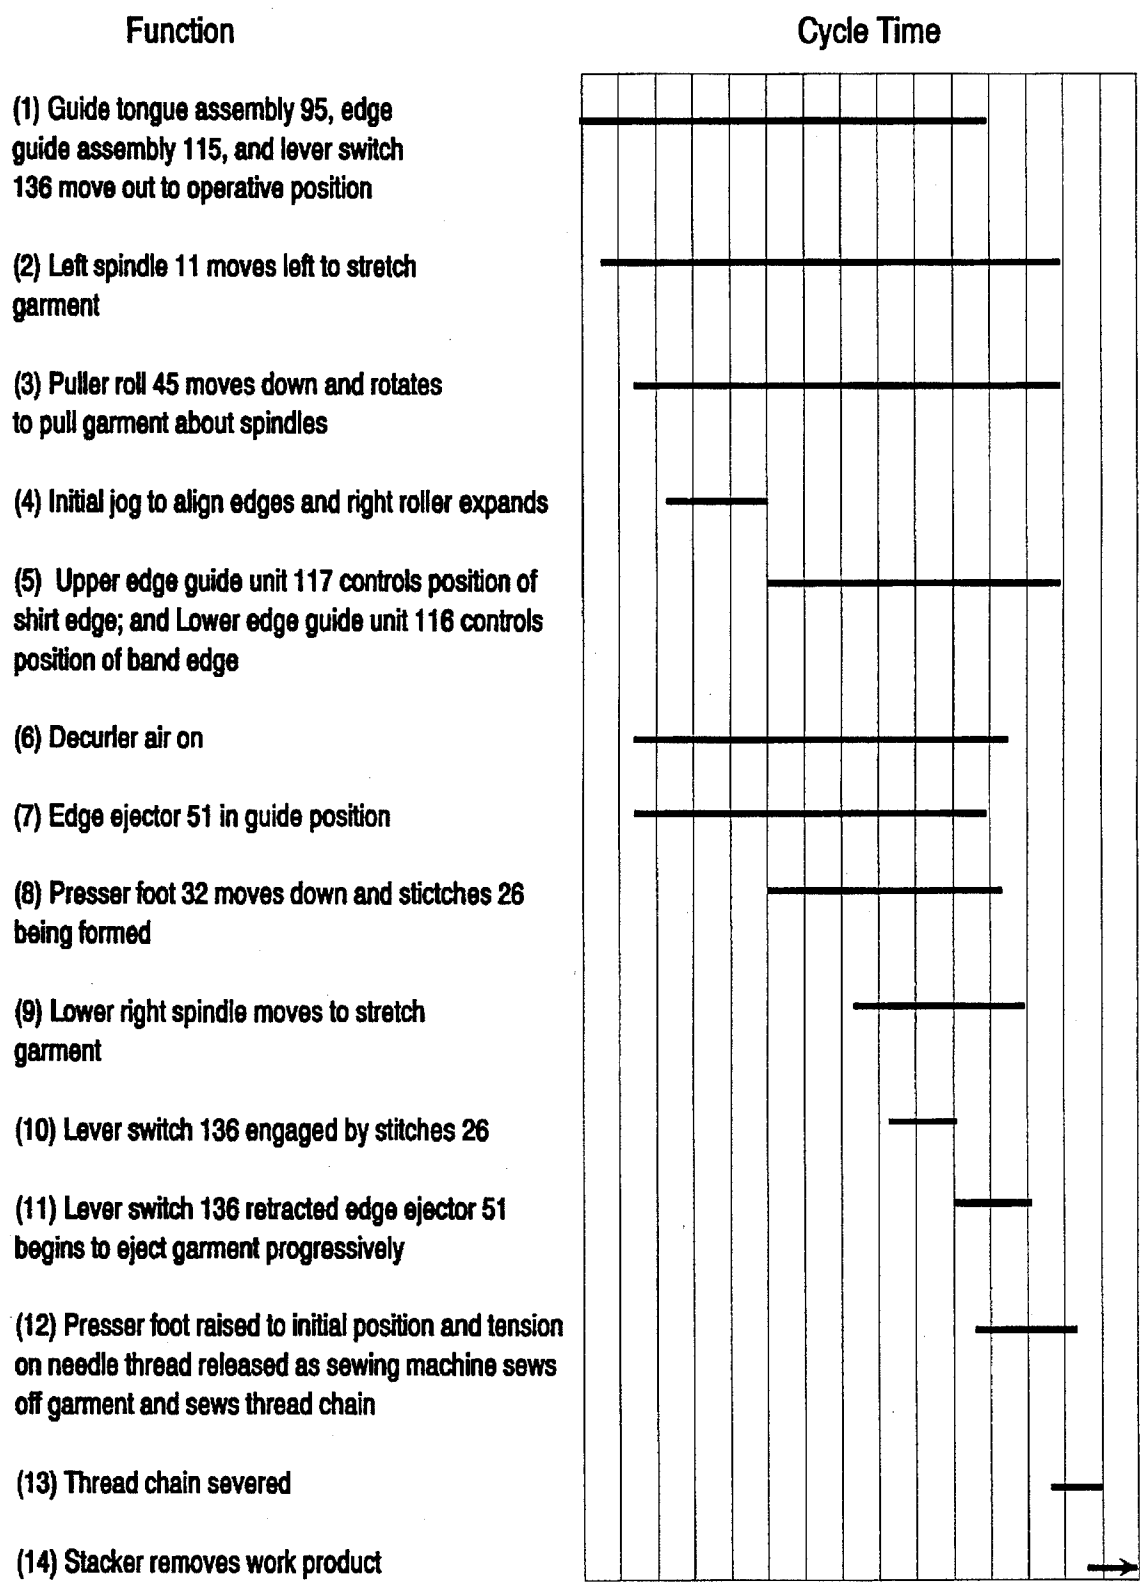 Function
Cycle Time
(1) Guide tongue assembly 95, edge
guide assembly 115, and lever switch
136 move out to operative position
(2) Left spindle 11 moves left to stretch
garment
(3) Puller roll 45 moves down and rotates
to pull garment about spindles
(4) Initial jog to align edges and right roller expands
(5) Upper edge guide unit 117 controls position of
shirt edge; and Lower edge guide unit 116 controls
position of band edge
(6) Decurler air on
(7) Edge ejector 51 in guide position
(8) Presser foot 32 moves down and stictches 26
being formed
(9) Lower right spindle moves to stretch
garment
(10) Lever switch 136 engaged by stitches 26
(11) Lever switch 136 retracted edge ejector 51
begins to eject garment progressively
(12) Presser foot raised to initial position and tension
on needle thread released as sewing machine sews
off garment and sews thread chain
(13) Thread chain severed
(14) Stacker removes work product